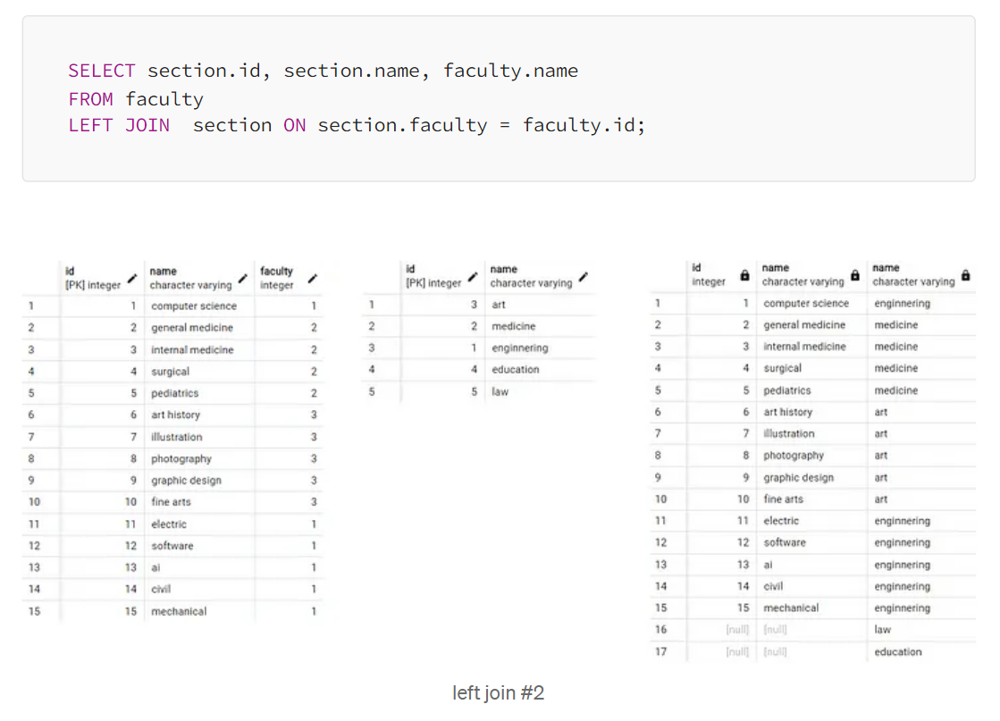 SELECT section.id, section.name, faculty.name
FROM faculty
LEFT JOIN  section ON section.faculty = faculty.id;
id name faculty
[PK] integer character varying integer
1 1 computer science 1
2 2 general medicine 2
3 3 internal medicine 2
4 4 surgical 2
5 5 pediatrics 2
6 6 art history 3
7 7 illustration 3
8 8 photography 3
9 9 graphic design 3
10 10 fine arts 3
11 11 electric 1
12 12 software 1
13 13 ai 1
14 14 civil 1
15 15 mechanical 1
id name
[PK] integer character varying
1 3 art
2 2 medicine
3 1 enginnering
4 4 education
5 5 law
id name name
integer character varying character varying
1 1 computer science enginnering
2 2 general medicine medicine
3 3 internal medicine medicine
4 4 surgical medicine
5 5 pediatrics medicine
6 6 art history art
7 7 illustration art
8 8 photography art
9 9 graphic design art
10 10 fine arts art
11 11 electric enginnering
12 12 software enginnering
13 13 ai enginnering
14 14 civil enginnering
15 15 mechanical enginnering
16 [null] [null] law
17 [null] [null] education
left join #2